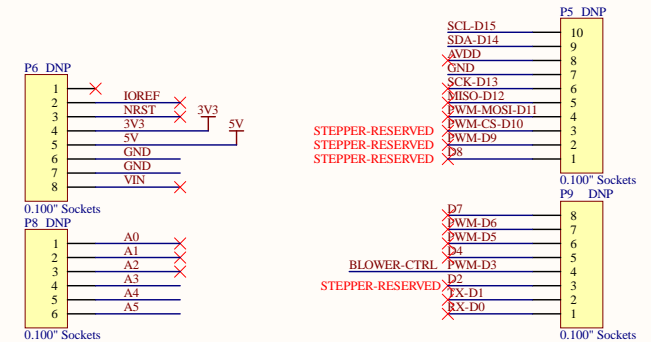 P6 DNP
1
2 IOREF
3 NRST
4 3V3 3V3
5 5V 5V
6 GND
7 GND
8 VIN
0.100" Sockets
P8 DNP
1 A0
2 A1
3 A2
4 A3
5 A4
6 A5
0.100" Sockets
P5 DNP
SCL-D15 10
SDA-D14 9
AVDD 8
GND 7
SCK-D13 6
MISO-D12 5
PWM-MOSI-D11 4
STEPPER-RESERVED PWM-CS-D10 3
STEPPER-RESERVED PWM-D9 2
STEPPER-RESERVED D8 1
0.100" Sockets
P9 DNP
D7 8
PWM-D6 7
PWM-D5 6
D4 5
BLOWER-CTRL PWM-D3 4
STEPPER-RESERVED D2 3
TX-D1 2
RX-D0 1
0.100" Sockets